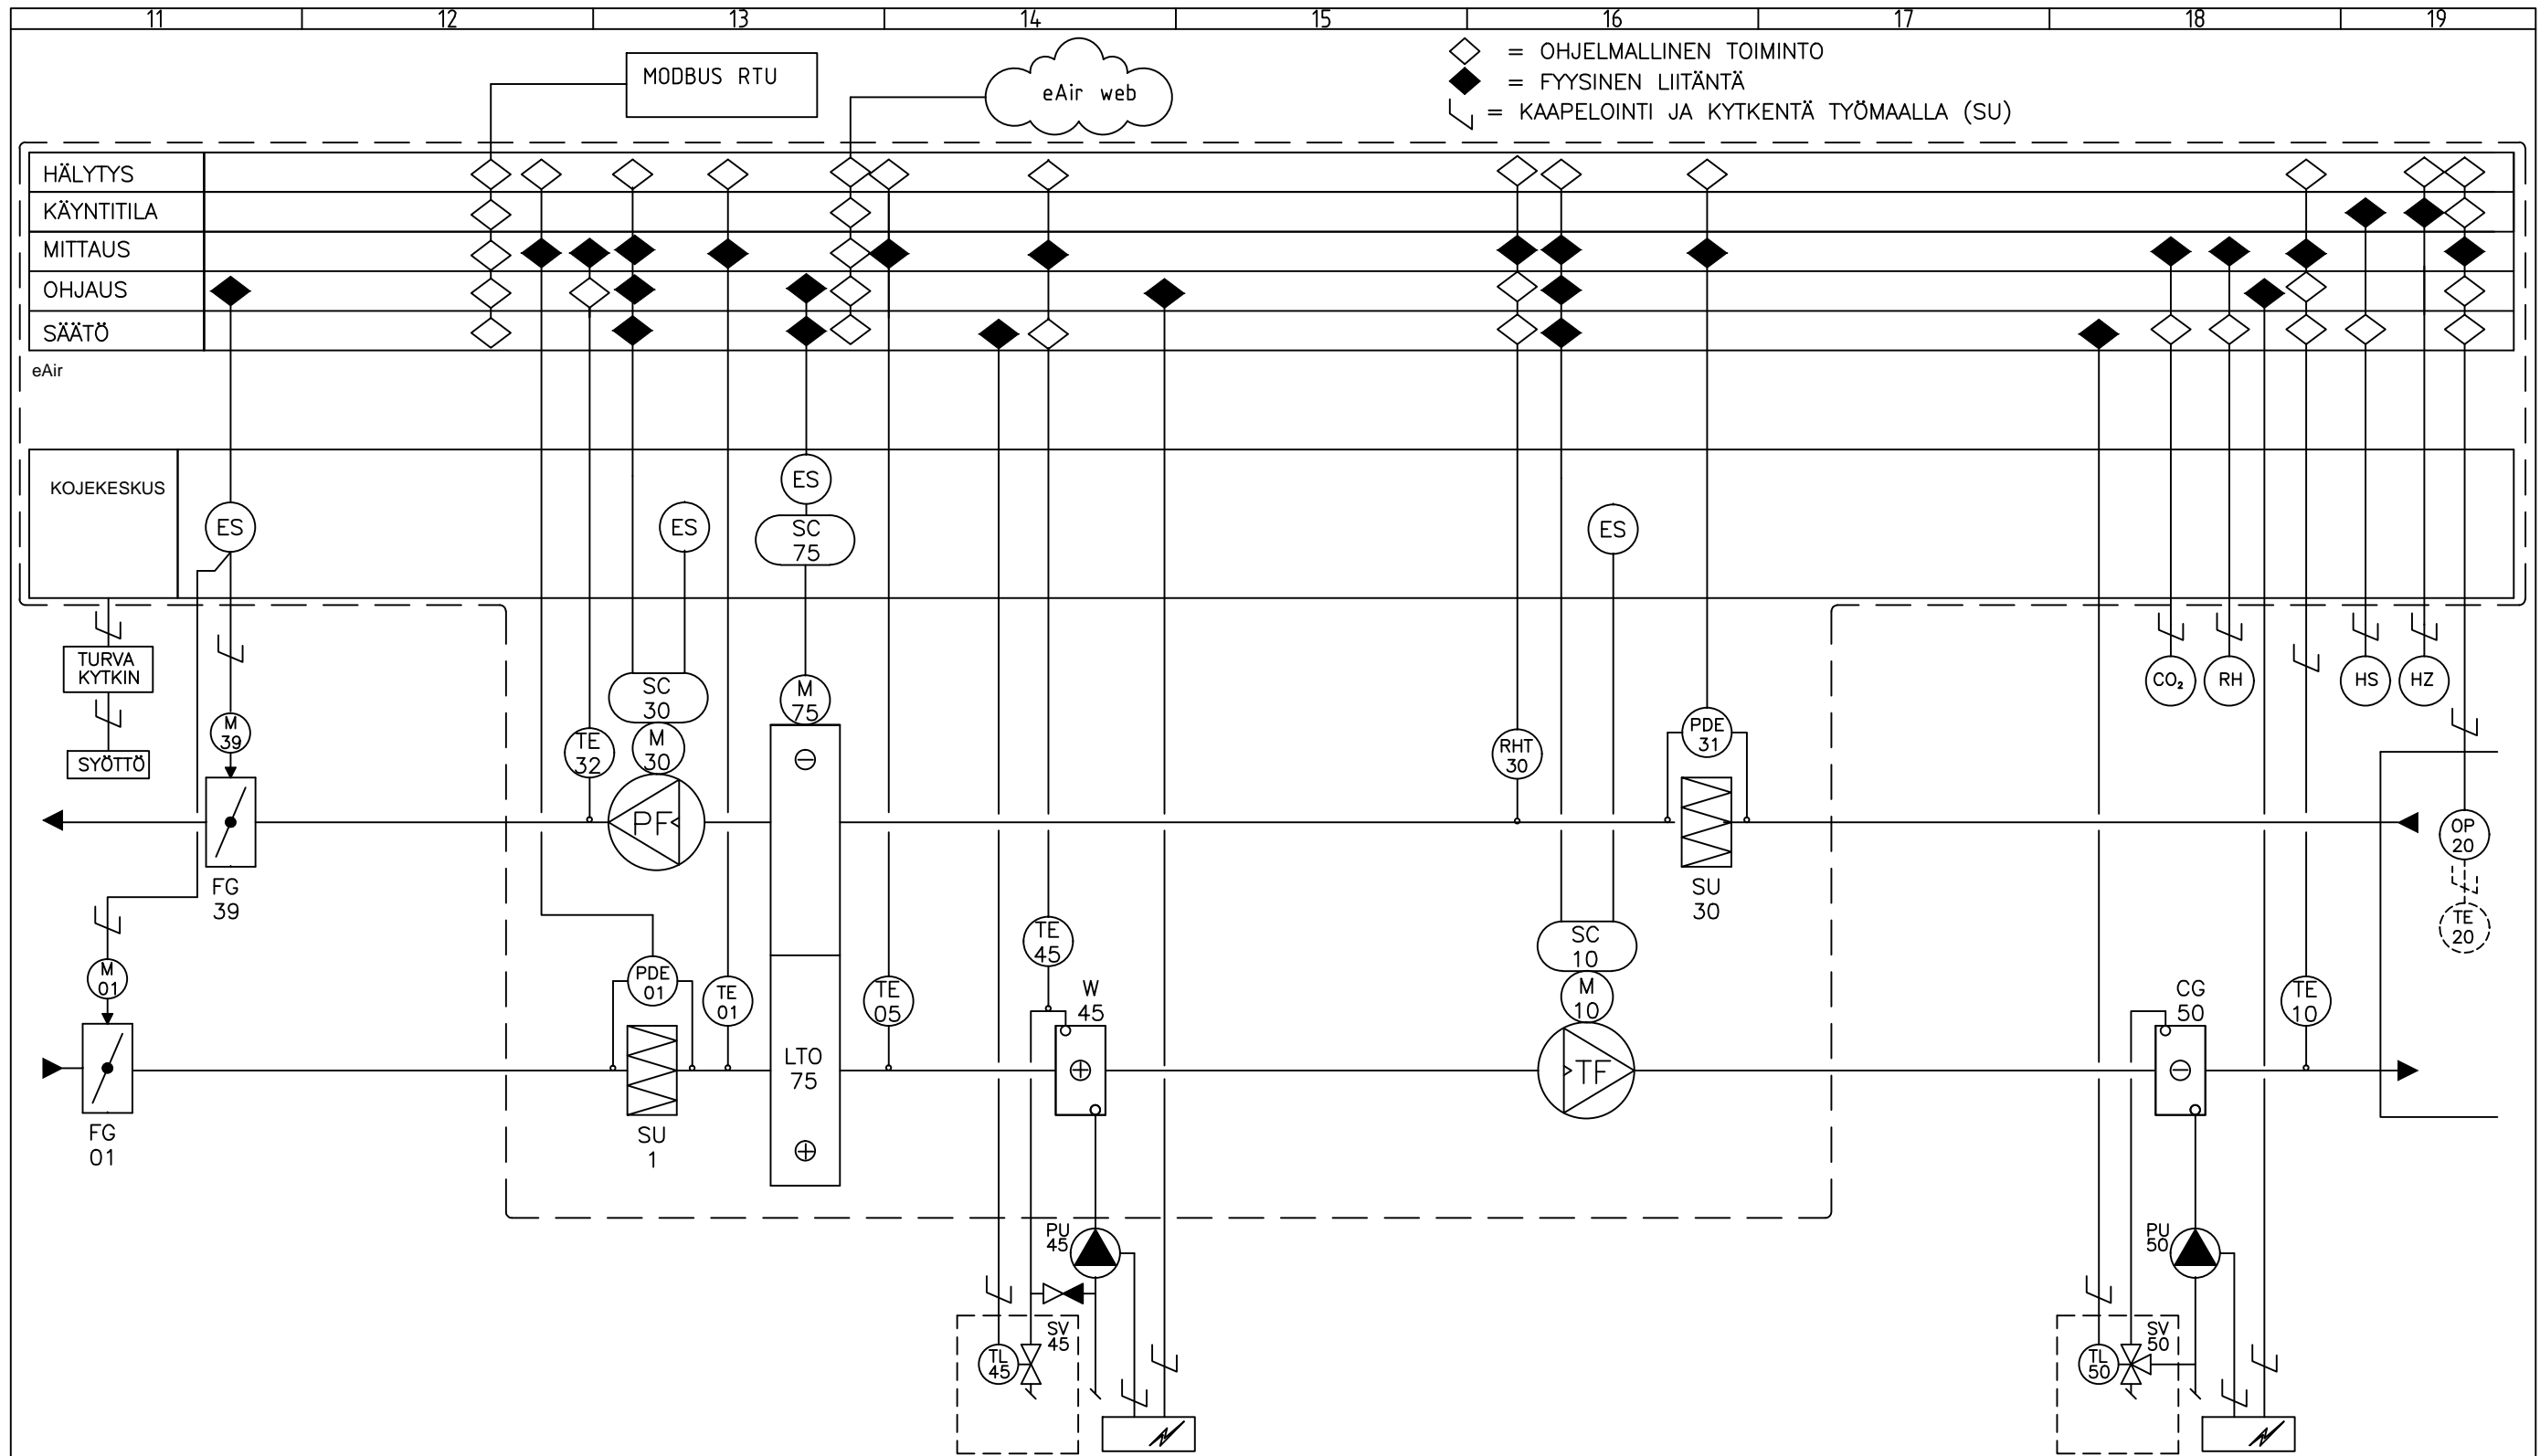 11 12 13 14 15 16 17 18 19
= OHJELMALLINEN TOIMINTO
MODBUS RTU
= FYYSINEN LIITÄNTÄ
eAir web
= KAAPELOINTI JA KYTKENTÄ TYÖMAALLA (SU)
HÄLYTYS
KÄYNTITILA
MITTAUS
OHJAUS
SÄÄTÖ
eAir
KOJEKESKUS
ES
ES
ES
SC
75
ES
TURVA
KYTKIN
SYÖTTÖ
M
39
FG
39
M
01
FG
01
TE
32
SC
30
M
30
PF
M
75
PDE
01
SU
1
TE
01
LTO
75
TE
05
TE
45
W
45
PU
45
SV
45
TL
45
RHT
30
PDE
31
SU
30
SC
10
M
10
TF
CO₂
RH
HS
HZ
OP
20
TE
20
CG
50
TE
10
PU
50
SV
50
TL
50